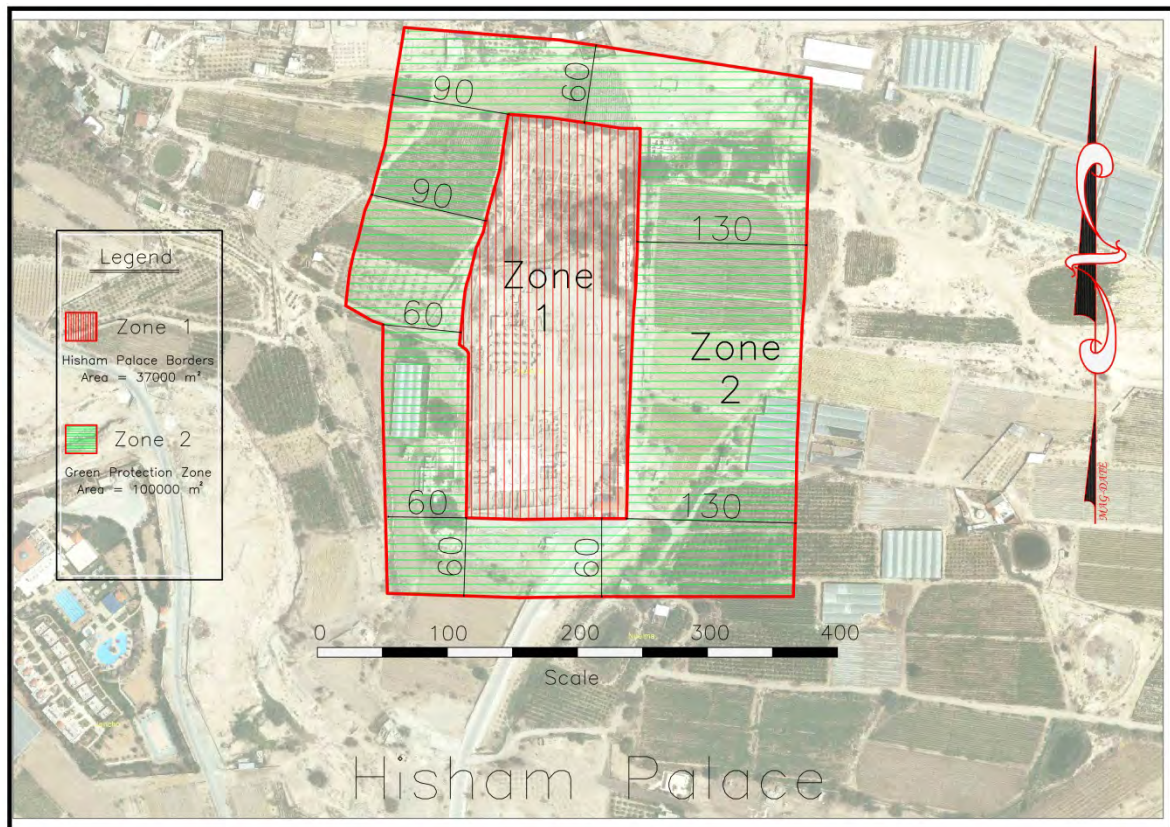 90
60
90
130
Zone
1
60
Zone
2
60
130
60
60
Legend
Zone 1
Hisham Palace Borders
Area = 37000 m²
Zone 2
Green Protection Zone
Area = 100000 m²
MAG-DATE
0 100 200 300 400
Scale
Hisham Palace